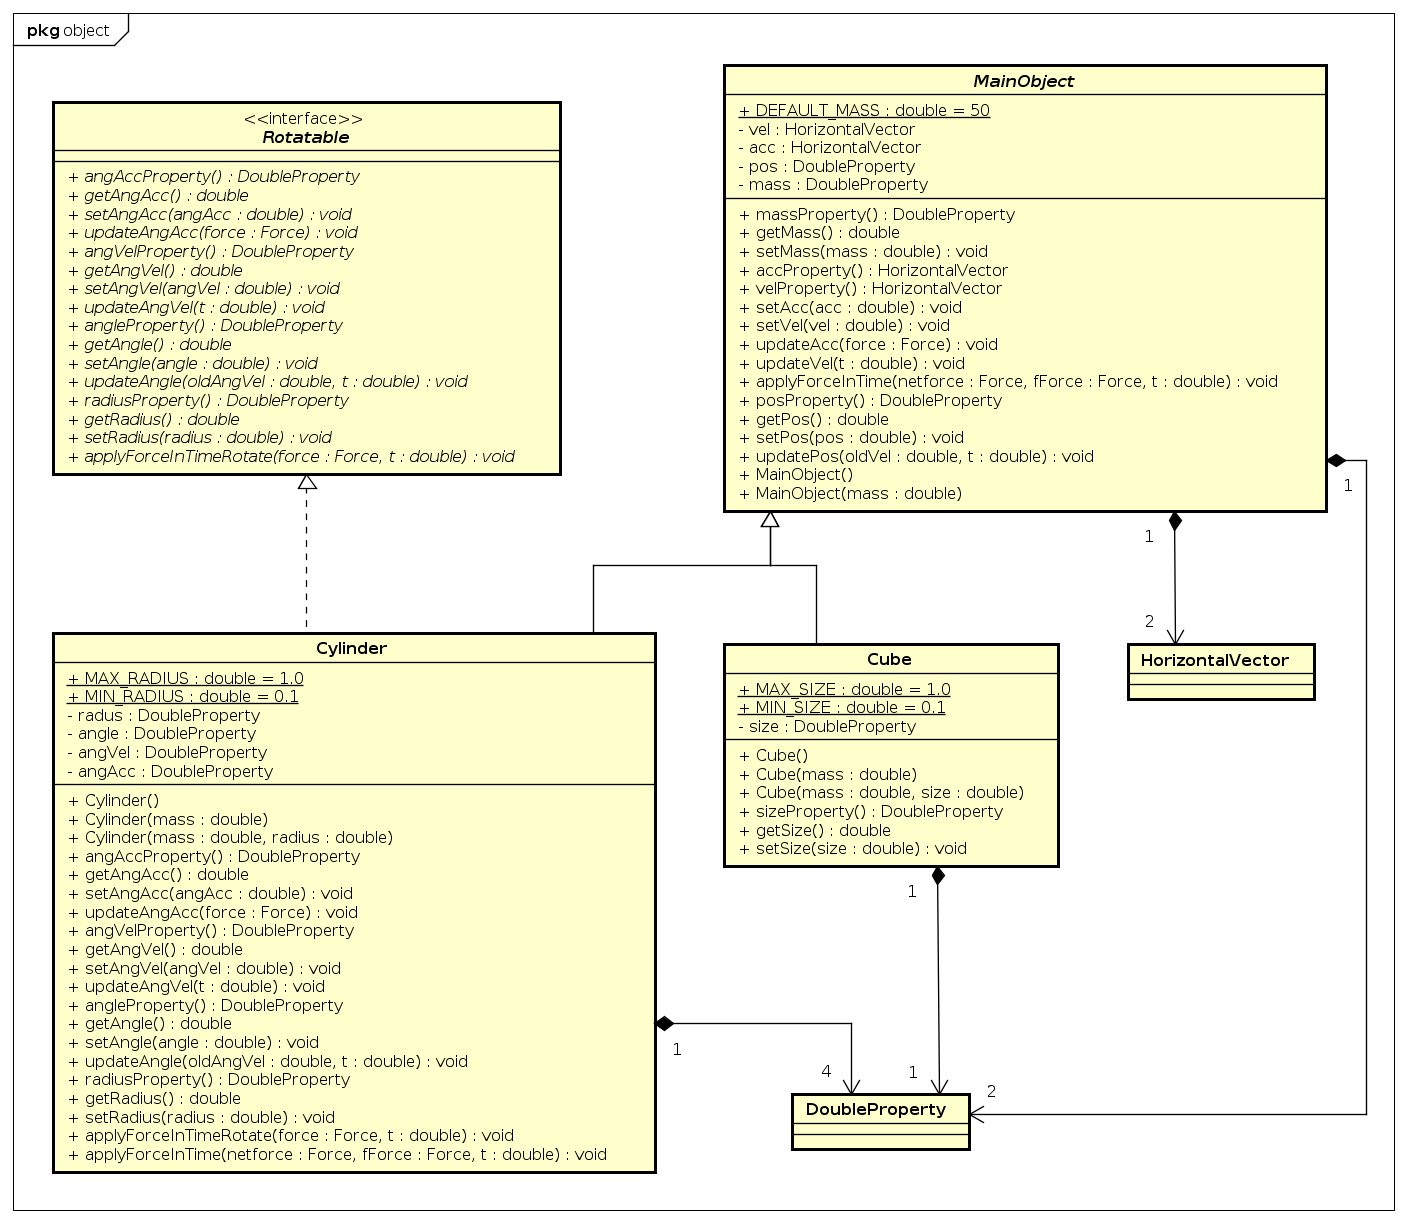 pkg object
<<interface>>
Rotatable
+ angAccProperty() : DoubleProperty
+ getAngAcc() : double
+ setAngAcc(angAcc : double) : void
+ updateAngAcc(force : Force) : void
+ angVelProperty() : DoubleProperty
+ getAngVel() : double
+ setAngVel(angVel : double) : void
+ updateAngVel(t : double) : void
+ angleProperty() : DoubleProperty
+ getAngle() : double
+ setAngle(angle : double) : void
+ updateAngle(oldAngVel : double, t : double) : void
+ radiusProperty() : DoubleProperty
+ getRadius() : double
+ setRadius(radius : double) : void
+ applyForceInTimeRotate(force : Force, t : double) : void
MainObject
+ DEFAULT_MASS : double = 50
- vel : HorizontalVector
- acc : HorizontalVector
- pos : DoubleProperty
- mass : DoubleProperty
+ massProperty() : DoubleProperty
+ getMass() : double
+ setMass(mass : double) : void
+ accProperty() : HorizontalVector
+ velProperty() : HorizontalVector
+ setAcc(acc : double) : void
+ setVel(vel : double) : void
+ updateAcc(force : Force) : void
+ updateVel(t : double) : void
+ applyForceInTime(netforce : Force, fForce : Force, t : double) : void
+ posProperty() : DoubleProperty
+ getPos() : double
+ setPos(pos : double) : void
+ updatePos(oldVel : double, t : double) : void
+ MainObject()
+ MainObject(mass : double)
1
1
2
Cylinder
+ MAX_RADIUS : double = 1.0
+ MIN_RADIUS : double = 0.1
- radus : DoubleProperty
- angle : DoubleProperty
- angVel : DoubleProperty
- angAcc : DoubleProperty
+ Cylinder()
+ Cylinder(mass : double)
+ Cylinder(mass : double, radius : double)
+ angAccProperty() : DoubleProperty
+ getAngAcc() : double
+ setAngAcc(angAcc : double) : void
+ updateAngAcc(force : Force) : void
+ angVelProperty() : DoubleProperty
+ getAngVel() : double
+ setAngVel(angVel : double) : void
+ updateAngVel(t : double) : void
+ angleProperty() : DoubleProperty
+ getAngle() : double
+ setAngle(angle : double) : void
+ updateAngle(oldAngVel : double, t : double) : void
+ radiusProperty() : DoubleProperty
+ getRadius() : double
+ setRadius(radius : double) : void
+ applyForceInTimeRotate(force : Force, t : double) : void
+ applyForceInTime(netforce : Force, fForce : Force, t : double) : void
Cube
+ MAX_SIZE : double = 1.0
+ MIN_SIZE : double = 0.1
- size : DoubleProperty
+ Cube()
+ Cube(mass : double)
+ Cube(mass : double, size : double)
+ sizeProperty() : DoubleProperty
+ getSize() : double
+ setSize(size : double) : void
HorizontalVector
1
1
4
1
2
DoubleProperty